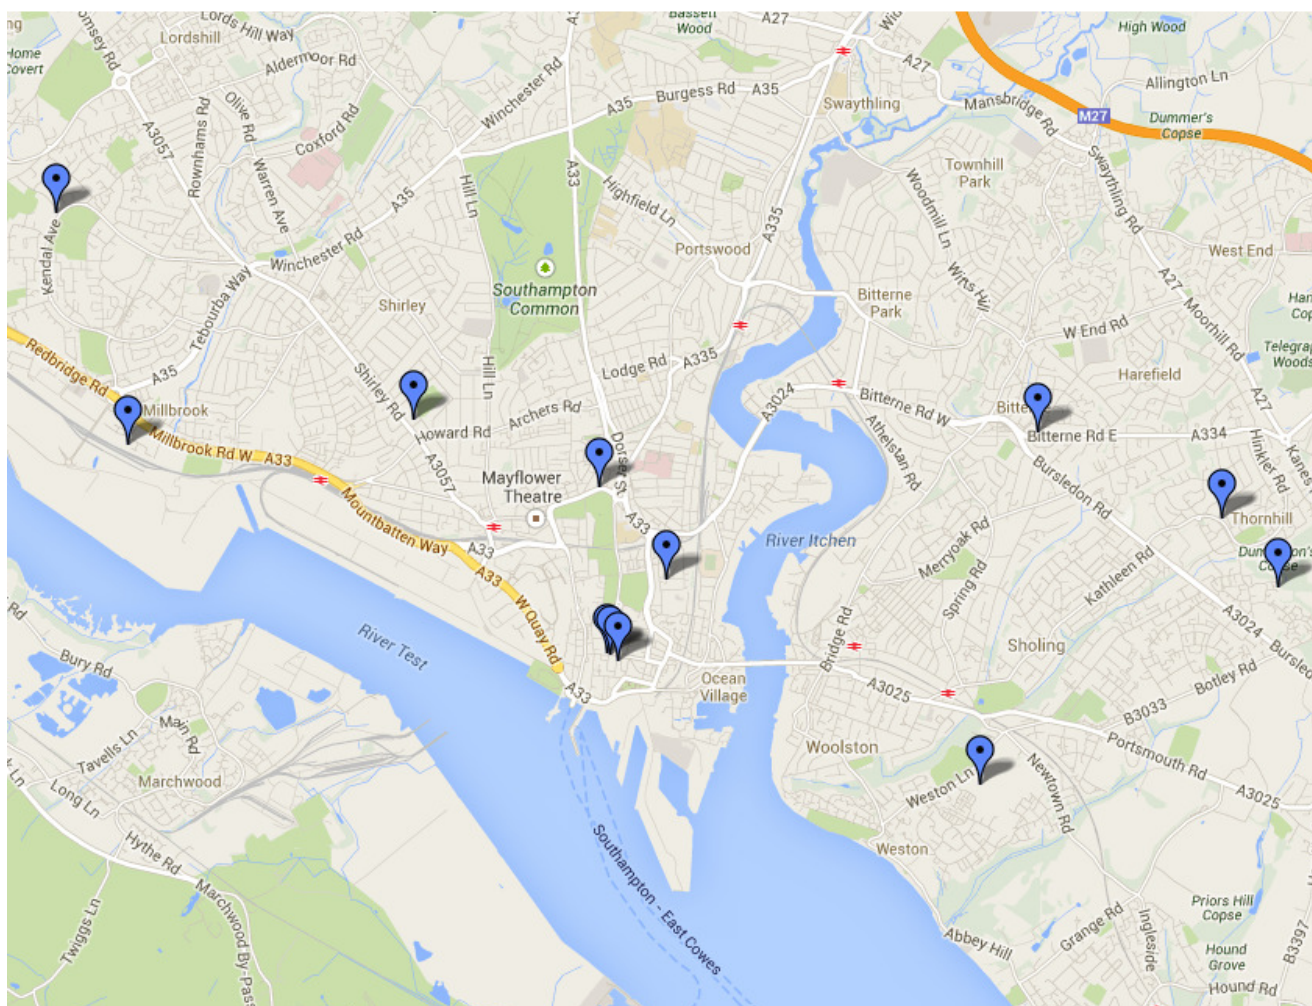 Lords Hill Way
Lordshill
Aldermoor Rd
Home
Covert
Olive Rd
Coxford Rd
A3057
Rownhams Rd
Warren Ave
Winchester Rd
A35
Burgess Rd
A35
A33
A27
Bassett
Wood
A27
High Wood
Allington Ln
Swaythling
Mansbridge Rd
M27
Dummer's
Copse
Swaythling Rd
Townhill
Park
Woodmill Ln
A335
Highfield Ln
Hill Ln
A35
Kendal Ave
Winchester Rd
Tebourba Way
Shirley
Southampton
Common
Portswood
Bitterne
Park
West End
A27
Moorhill Rd
W End Rd
Harefield
Redbridge Rd
A35
Millbrook
Shirley Rd
Hill Ln
Lodge Rd
A335
A3024
Archers Rd
Howard Rd
Bitterne Rd W
Athelstan Rd
Bitterne Rd E
A334
A27
Hinkler Rd
Millbrook Rd W
A33
A3057
Mayflower
Theatre
Dorset St
A33
Mountbatten Way
A33
A33
River Itchen
Bursledon Rd
Thornhill
Merryoak Rd
Spring Rd
Kathleen Rd
W Quay Rd
River Test
Bridge Rd
Sholing
A3024
Bury Rd
A33
Ocean
Village
A3025
Botley Rd
B3033
Main Rd
Tavells Ln
Marchwood
Long Ln
Woolston
Portsmouth Rd
Weston Ln
Newtown Rd
A3025
Hythe Rd
Weston
Southampton - East Cowes
Marchwood By-Pass
Twiggs Ln
Priors Hill
Copse
Grange Rd
Abbey Hill
Ingleside
Hound
Grove
B3397
Hound Rd